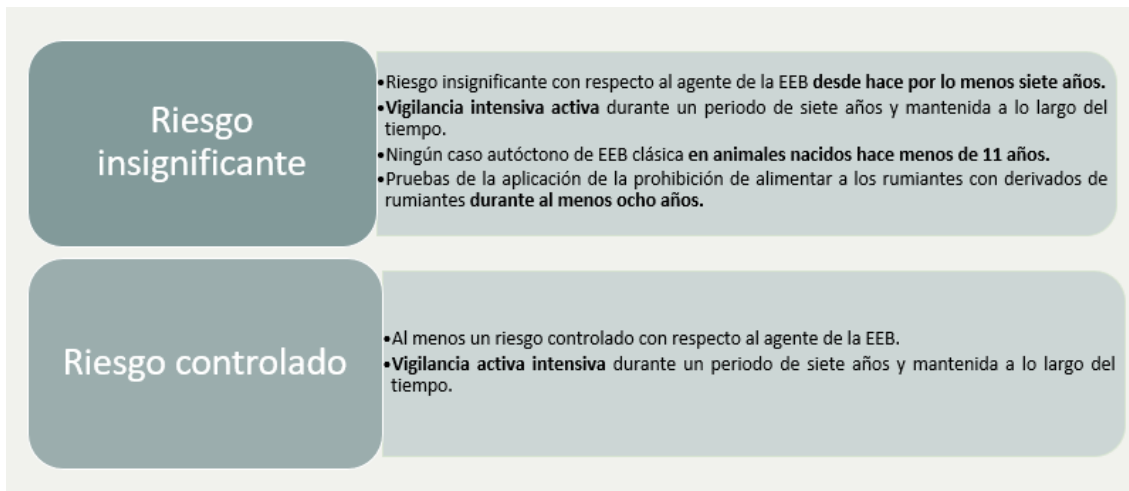 Riesgo
insignificante
•Riesgo insignificante con respecto al agente de la EEB desde hace por lo menos siete años.
•Vigilancia intensiva activa durante un periodo de siete años y mantenida a lo largo del
tiempo.
•Ningún caso autóctono de EEB clásica en animales nacidos hace menos de 11 años.
•Pruebas de la aplicación de la prohibición de alimentar a los rumiantes con derivados de
rumiantes durante al menos ocho años.
Riesgo controlado
•Al menos un riesgo controlado con respecto al agente de la EEB.
•Vigilancia activa intensiva durante un periodo de siete años y mantenida a lo largo del
tiempo.